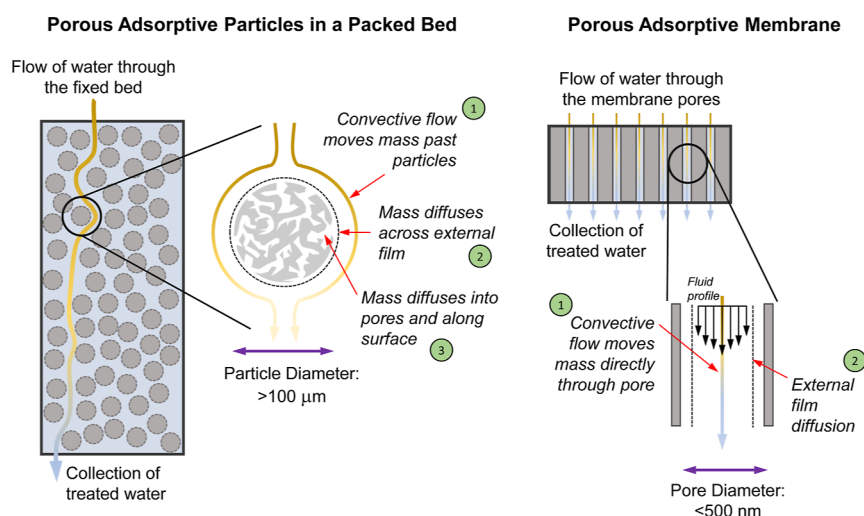 Porous Adsorptive Particles in a Packed Bed
Flow of water through
the fixed bed
1
Convective flow
moves mass past
particles
Mass diffuses
across external
film
2
Mass diffuses into
pores and along
surface
3
Particle Diameter:
>100 μm
Collection of
treated water
Porous Adsorptive Membrane
Flow of water through
the membrane pores
Collection of
treated water
Fluid
profile
1
Convective
flow moves
mass directly
through pore
2
External
film
diffusion
Pore Diameter:
<500 nm